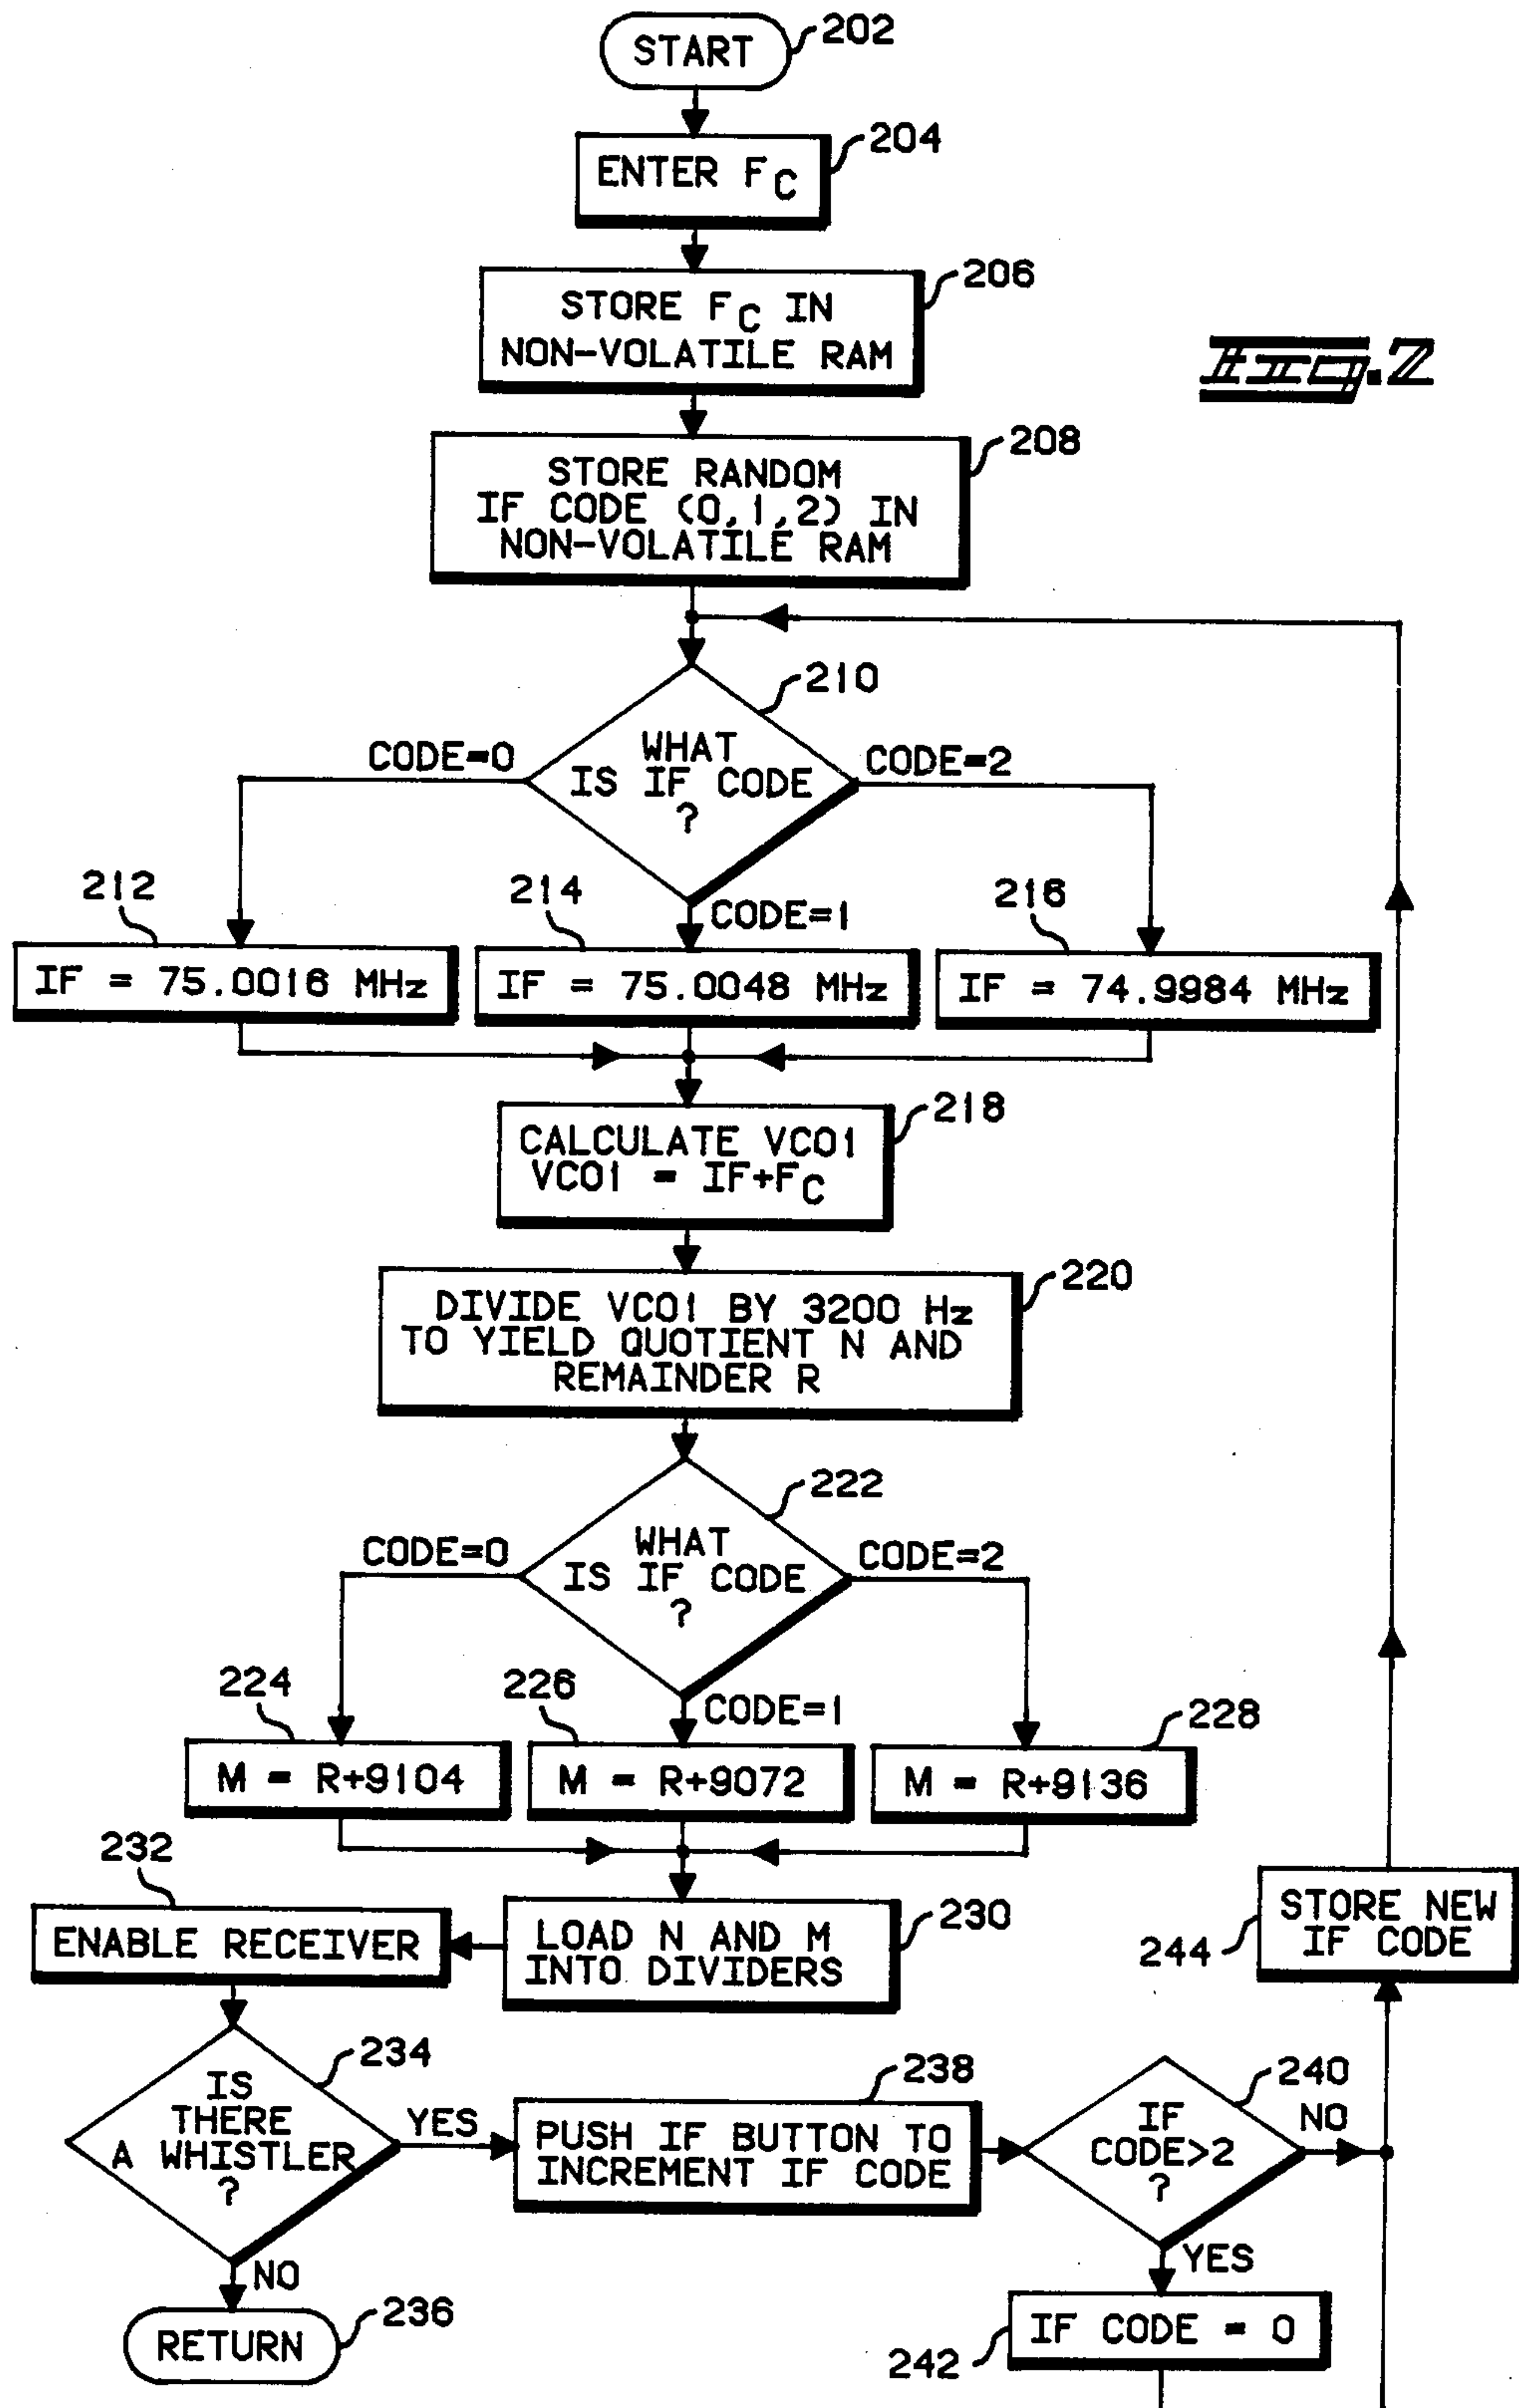 START
202
ENTER FC
204
STORE FC IN
NON-VOLATILE RAM
206
Fig. 2
STORE RANDOM
IF CODE (0,1,2) IN
NON-VOLATILE RAM
208
210
WHAT
IS IF CODE
?
CODE=0
CODE=2
CODE=1
212
214
216
IF = 75.0016 MHz
IF = 75.0048 MHz
IF = 74.9984 MHz
CALCULATE VCO1
VCO1 = IF+FC
218
DIVIDE VCO1 BY 3200 Hz
TO YIELD QUOTIENT N AND
REMAINDER R
220
222
WHAT
IS IF CODE
?
CODE=0
CODE=2
CODE=1
224
226
228
M = R+9104
M = R+9072
M = R+9136
232
ENABLE RECEIVER
LOAD N AND M
INTO DIVIDERS
230
STORE NEW
IF CODE
244
234
IS
THERE
A WHISTLER
?
YES
NO
238
PUSH IF BUTTON TO
INCREMENT IF CODE
240
IF
CODE>2
?
NO
YES
RETURN
236
IF CODE = 0
242